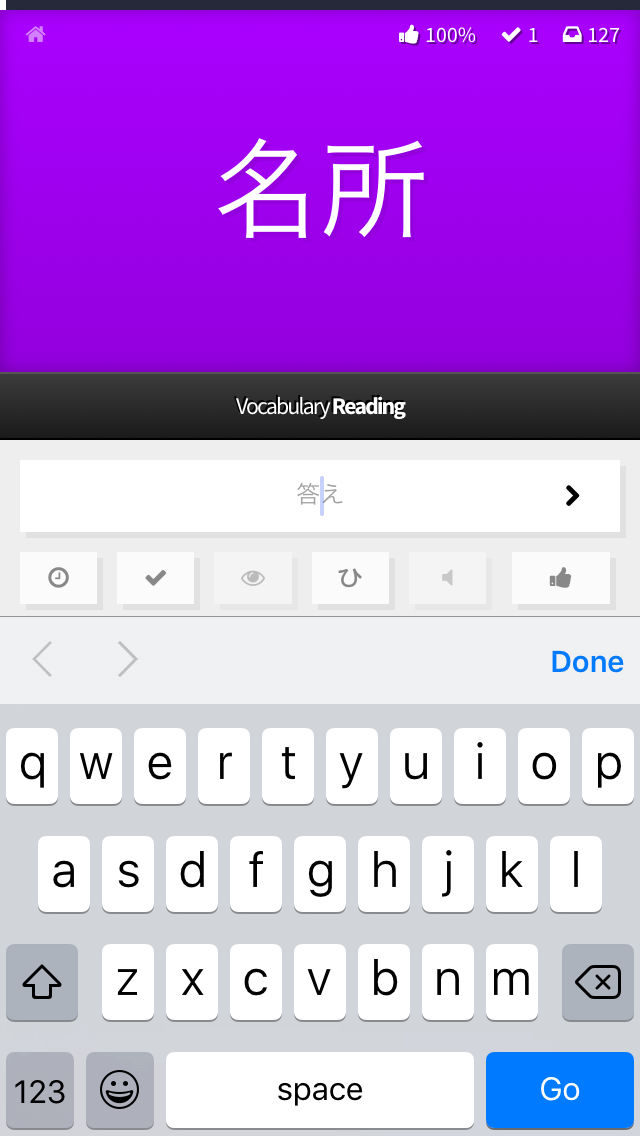 100% 1 127
名所
Vocabulary Reading
答え
ひ
Done
q w e r t y u i o p
a s d f g h j k l
z x c v b n m
123 space Go